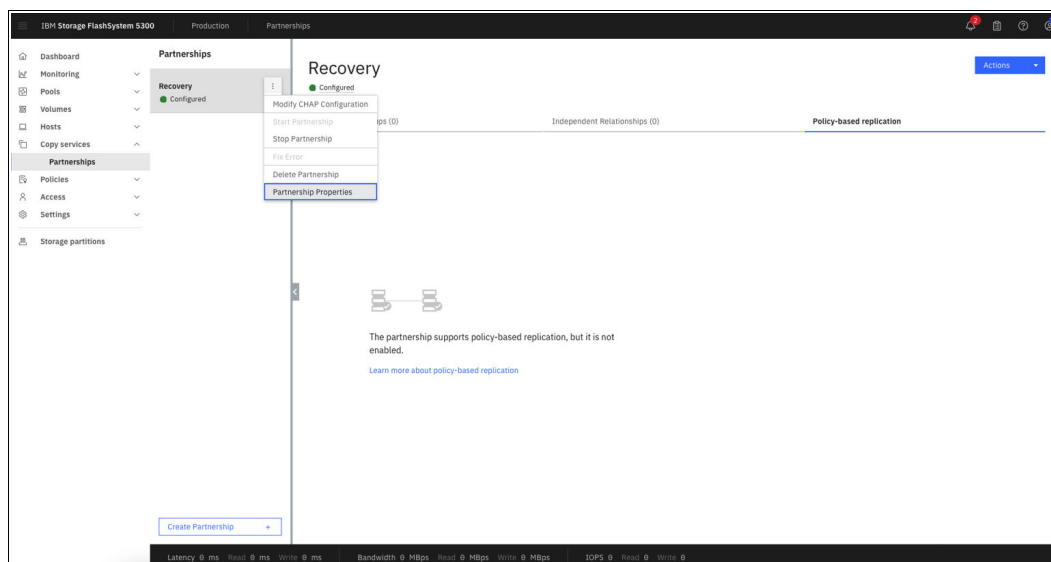 IBM Storage FlashSystem 5300 Production Partnerships 2
Dashboard
Monitoring
Pools
Volumes
Hosts
Copy services
Partnerships
Policies
Access
Settings
Storage partitions
Partnerships
Recovery
Configured
Modify CHAP Configuration
Start Partnership
Stop Partnership
Fix Error
Delete Partnership
Partnership Properties
Create Partnership +
Recovery
Configured
Actions
ps (0) Independent Relationships (0) Policy-based replication
The partnership supports policy-based replication, but it is not
enabled.
Learn more about policy-based replication
Latency 0 ms Read 0 ms Write 0 ms Bandwidth 0 MBps Read 0 MBps Write 0 MBps IOPS 0 Read 0 Write 0